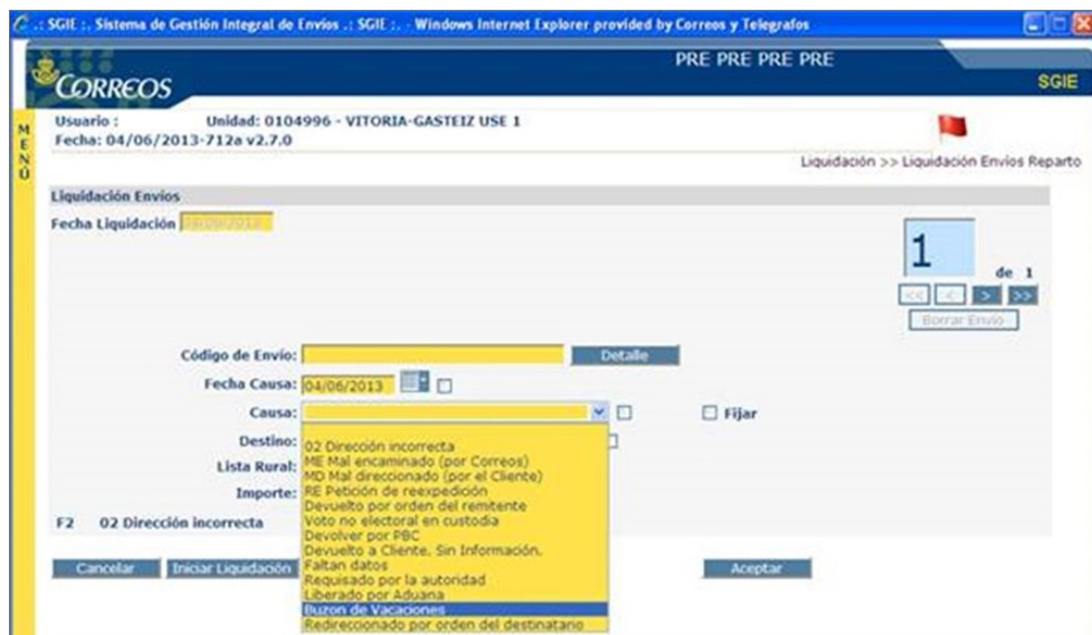 .: SGIE :. Sistema de Gestión Integral de Envíos .: SGIE :. - Windows Internet Explorer provided by Correos y Telegrafos
PRE PRE PRE PRE
CORREOS
SGIE
MENÚ
Usuario : Unidad: 0104996 - VITORIA-GASTEIZ USE 1
Fecha: 04/06/2013-712a v2.7.0
Liquidación >> Liquidación Envíos Reparto
Liquidación Envíos
Fecha Liquidación
1 de 1
<< < > >>
Borrar Envío
Código de Envío: Detalle
Fecha Causa: 04/06/2013
Causa: Fijar
Destino:
Lista Rural:
Importe:
02 Dirección incorrecta
ME Mal encaminado (por Correos)
MD Mal direccionado (por el Cliente)
RE Petición de reexpedición
Devuelto por orden del remitente
Voto no electoral en custodia
Devolver por PBC
Devuelto a Cliente. Sin Información.
Faltan datos
Requisado por la autoridad
Liberado por Aduana
Buzon de Vacaciones
Redireccionado por orden del destinatario
F2 02 Dirección incorrecta
Cancelar Iniciar Liquidación Aceptar